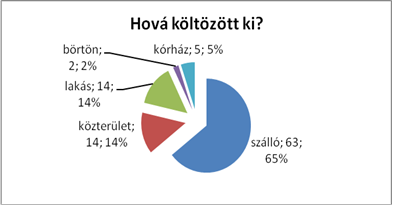 Hová költözött ki?
börtön;
2; 2%
kórház; 5; 5%
lakás; 14;
14%
közterület;
14; 14%
szálló; 63;
65%